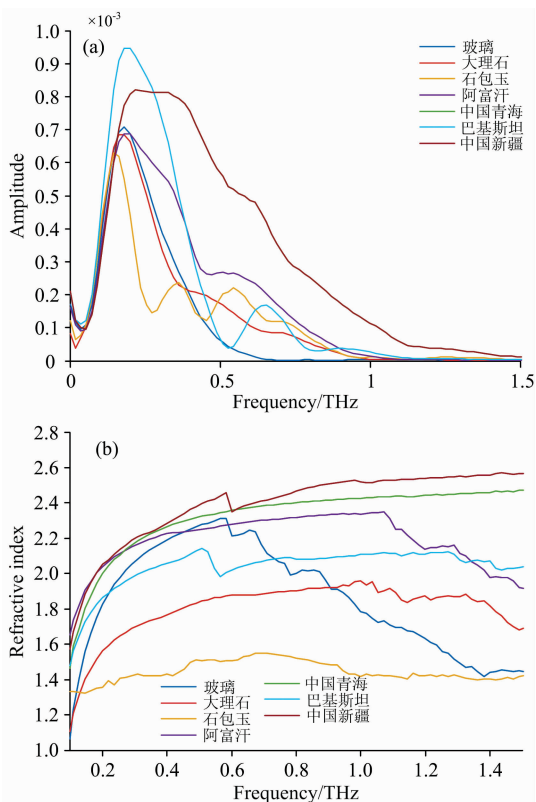 ×10⁻³
(a)
1.0
0.9
0.8
0.7
0.6
0.5
0.4
0.3
0.2
0.1
0
Amplitude
玻璃
大理石
石包玉
阿富汗
中国青海
巴基斯坦
中国新疆
0 0.5 1 1.5
Frequency/THz
(b)
2.8
2.6
2.4
2.2
2.0
1.8
1.6
1.4
1.2
1.0
Refractive index
玻璃 中国青海
大理石 巴基斯坦
石包玉 中国新疆
阿富汗
0.2 0.4 0.6 0.8 1.0 1.2 1.4
Frequency/THz